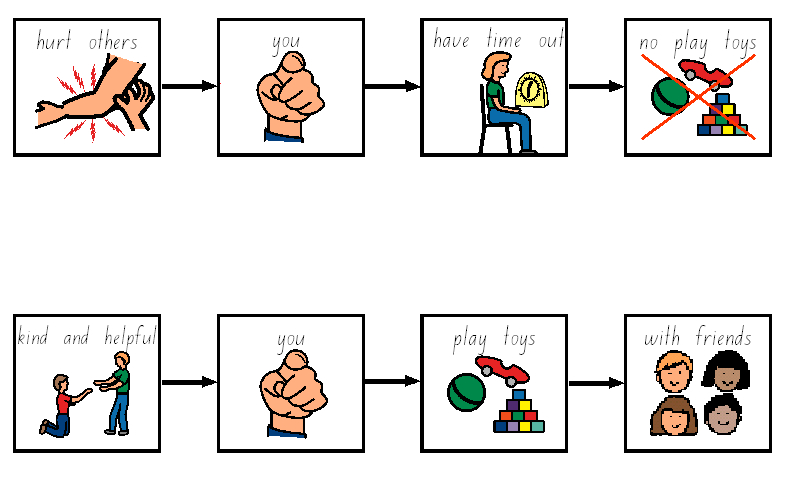 hurt others
you
have time out
no play toys
kind and helpful
you
play toys
with friends